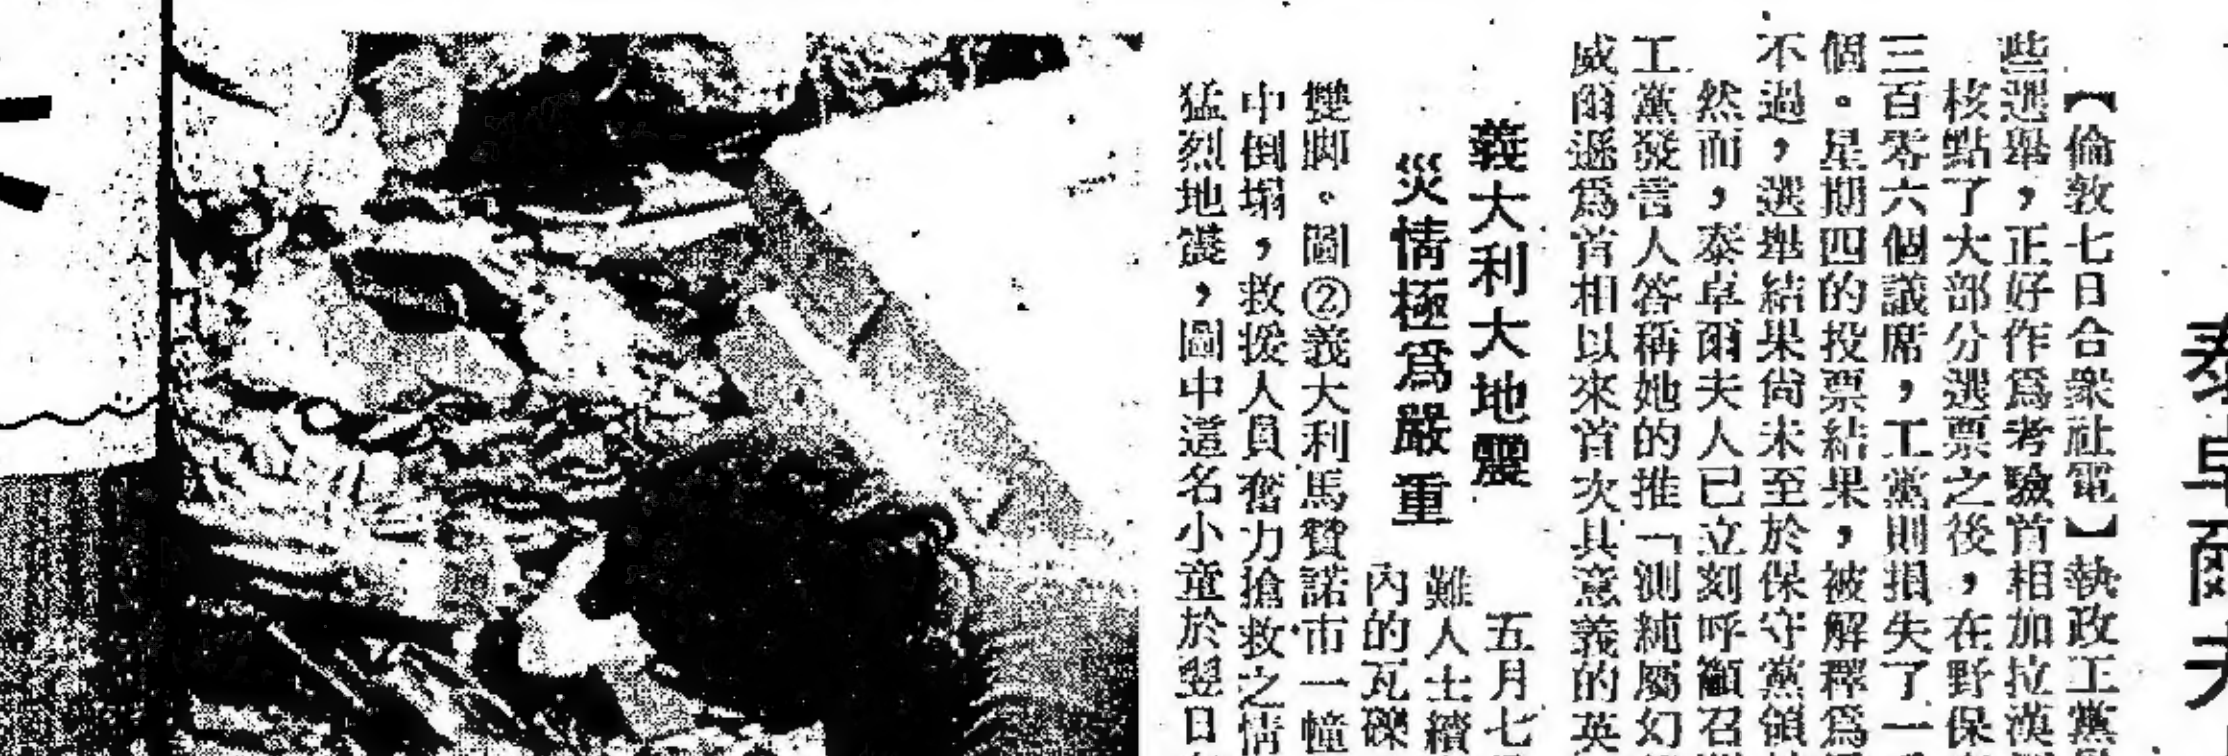 泰卓爾夫
【倫敦七日合衆社電】執政工黨
些選舉，正好作爲考驗首相加拉漢
核點了大部分選票之後，在野保
三百零六個議席，工黨則損失了一
個。星期四的投票結果，被解釋爲
不過，選舉結果尙未至於保守黨領
然而，泰卓爾夫人已立刻呼籲召
工黨發言人答稱她的推「測純屬幻
威爾遜爲首相以來首次具意義的英
義大利大地震
災情極爲嚴重
五月七
難人士續
內的瓦礫
雙脚。圖②義大利馬贊諾市一幢
中倒塌，救援人員奮力搶救之情
猛烈地震，圖中這名小童於翌日